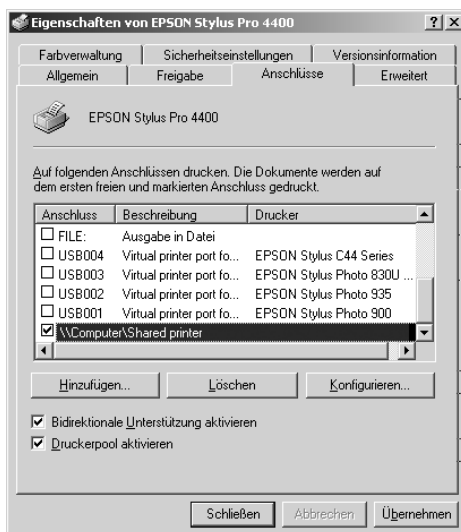 Eigenschaften von EPSON Stylus Pro 4400
Farbverwaltung Sicherheitseinstellungen Versionsinformation
Allgemein Freigabe Anschlüsse Erweitert
EPSON Stylus Pro 4400
Auf folgenden Anschlüssen drucken. Die Dokumente werden auf
dem ersten freien und markierten Anschluss gedruckt.
Anschluss Beschreibung Drucker
FILE: Ausgabe in Datei
USB004 Virtual printer port fo... EPSON Stylus C44 Series
USB003 Virtual printer port fo... EPSON Stylus Photo 830U ...
USB002 Virtual printer port fo... EPSON Stylus Photo 935
USB001 Virtual printer port fo... EPSON Stylus Photo 900
\\Computer\Shared printer
Hinzufügen... Löschen Konfigurieren...
Bidirektionale Unterstützung aktivieren
Druckerpool aktivieren
Schließen Abbrechen Übernehmen